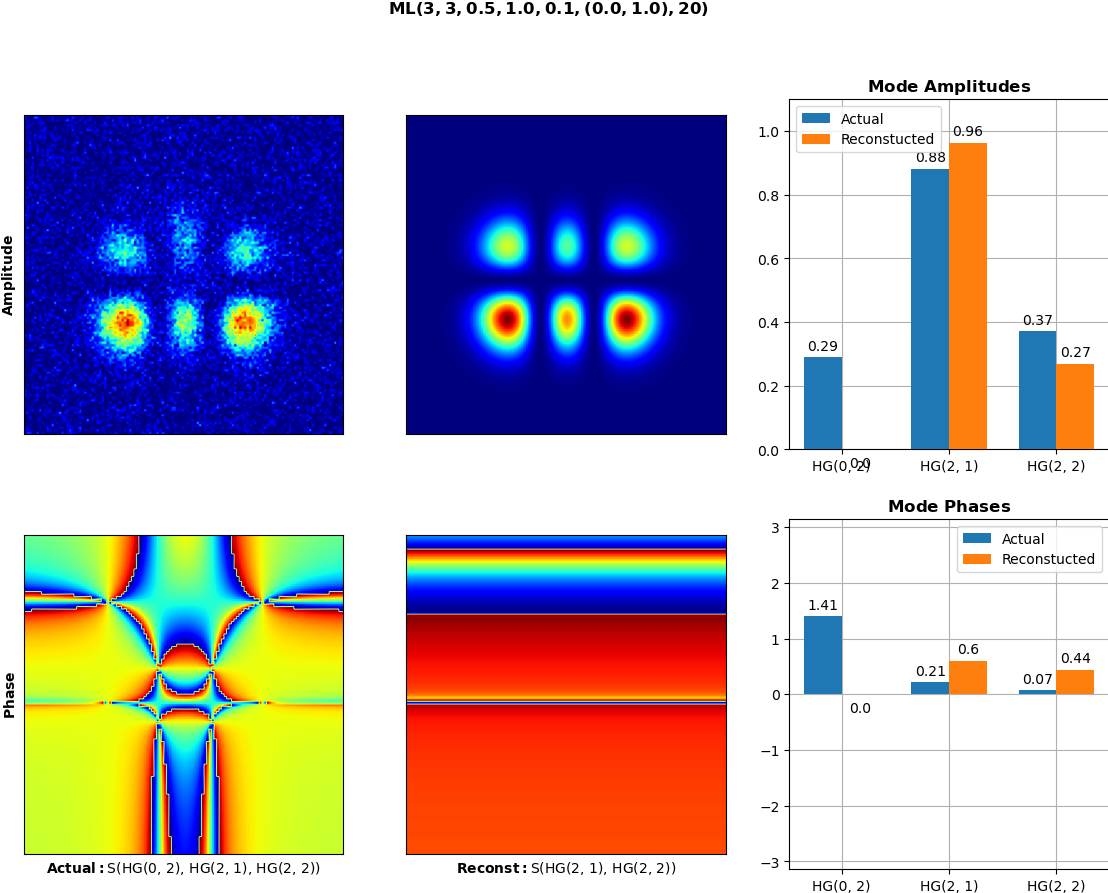 ML(3, 3, 0.5, 1.0, 0.1, (0.0, 1.0), 20)
Amplitude
Mode Amplitudes
Actual
Reconstucted
1.0
0.8
0.6
0.4
0.2
0.0
0.29
0.0
0.88
0.96
0.37
0.27
HG(0, 2)
HG(2, 1)
HG(2, 2)
Phase
Actual: S(HG(0, 2), HG(2, 1), HG(2, 2))
Reconst: S(HG(2, 1), HG(2, 2))
Mode Phases
Actual
Reconstucted
3
2
1
0
−1
−2
−3
1.41
0.0
0.21
0.6
0.07
0.44
HG(0, 2)
HG(2, 1)
HG(2, 2)